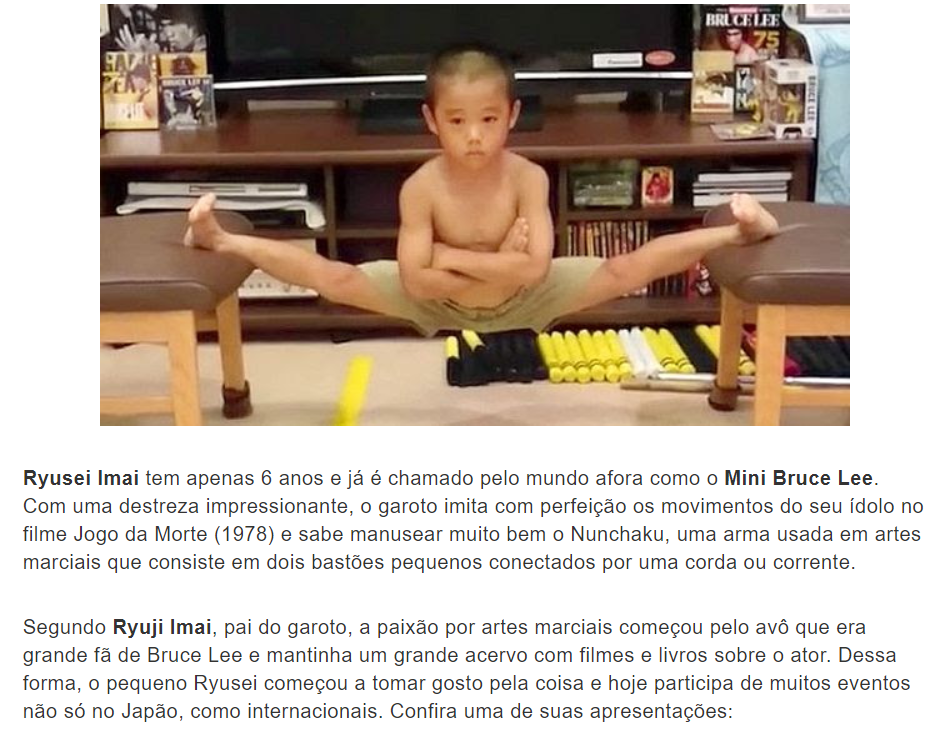 BRUCE LEE
75
GAME
BRUCE LEE
Panasonic
BRUCE LEE
Ryusei Imai tem apenas 6 anos e já é chamado pelo mundo afora como o Mini Bruce Lee.
Com uma destreza impressionante, o garoto imita com perfeição os movimentos do seu ídolo no
filme Jogo da Morte (1978) e sabe manusear muito bem o Nunchaku, uma arma usada em artes
marciais que consiste em dois bastões pequenos conectados por uma corda ou corrente.
Segundo Ryuji Imai, pai do garoto, a paixão por artes marciais começou pelo avô que era
grande fã de Bruce Lee e mantinha um grande acervo com filmes e livros sobre o ator. Dessa
forma, o pequeno Ryusei começou a tomar gosto pela coisa e hoje participa de muitos eventos
não só no Japão, como internacionais. Confira uma de suas apresentações: